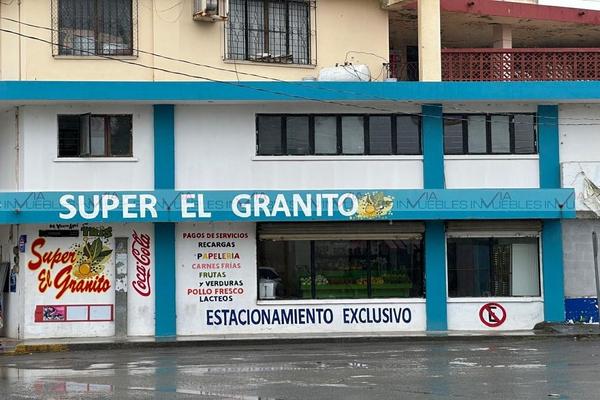 SUPER EL GRANITO
Super
El Granito
Coca-Cola
PAGOS DE SERVICIOS
RECARGAS
PAPELERIA
CARNES FRÍAS
FRUTAS
y VERDURAS
POLLO FRESCO
LACTEOS
ESTACIONAMIENTO EXCLUSIVO
E